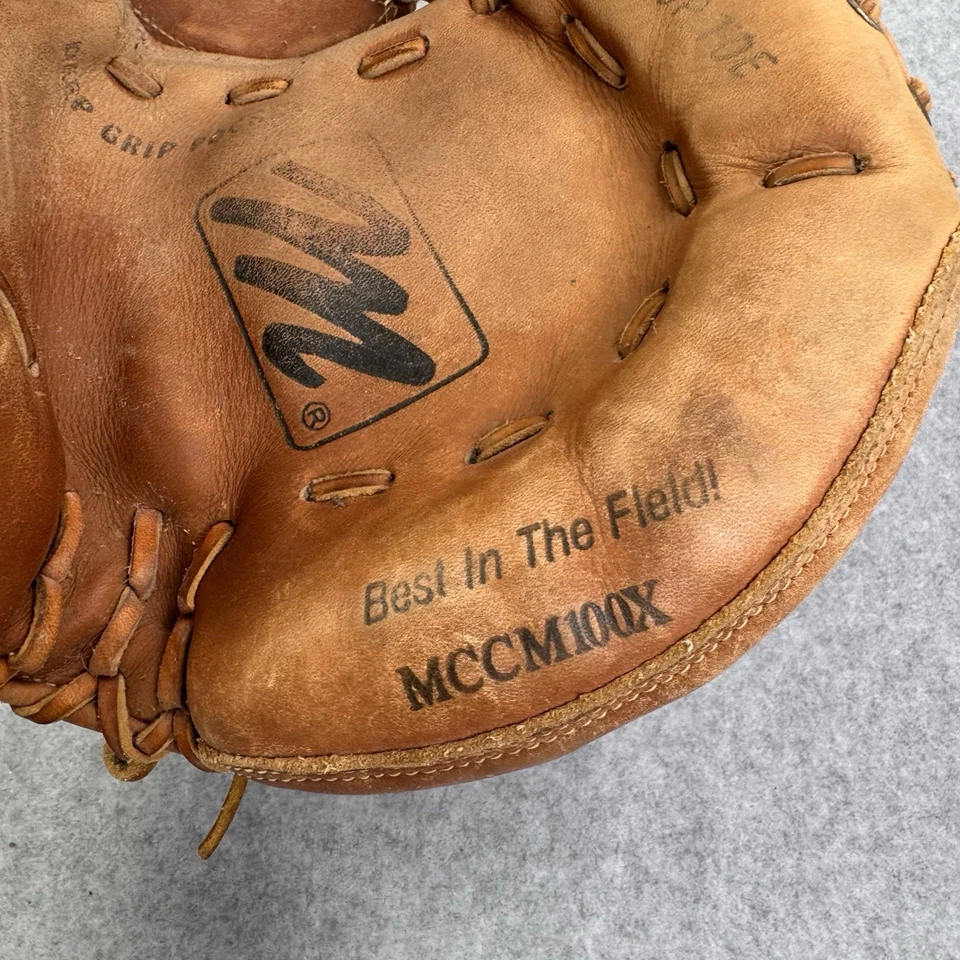 GRIP
M
®
Best In The Field!
MCCM100X